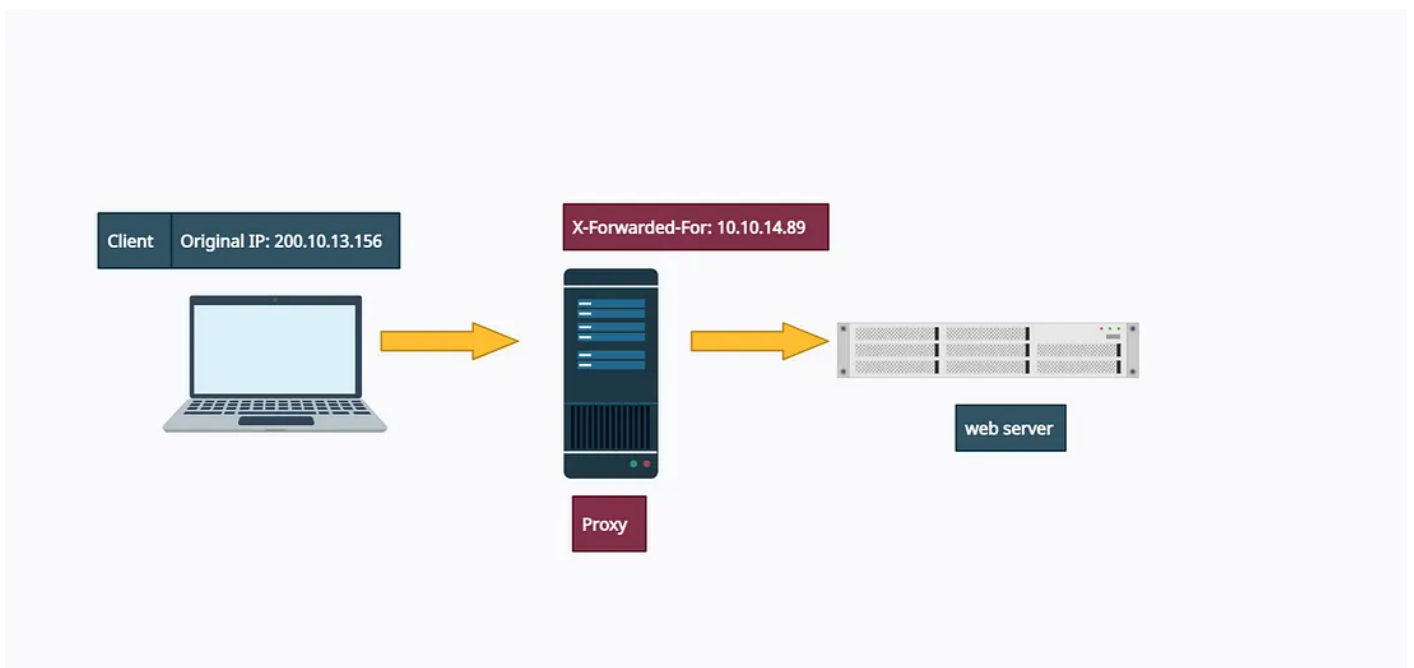 Client
Original IP: 200.10.13.156
X-Forwarded-For: 10.10.14.89
web server
Proxy